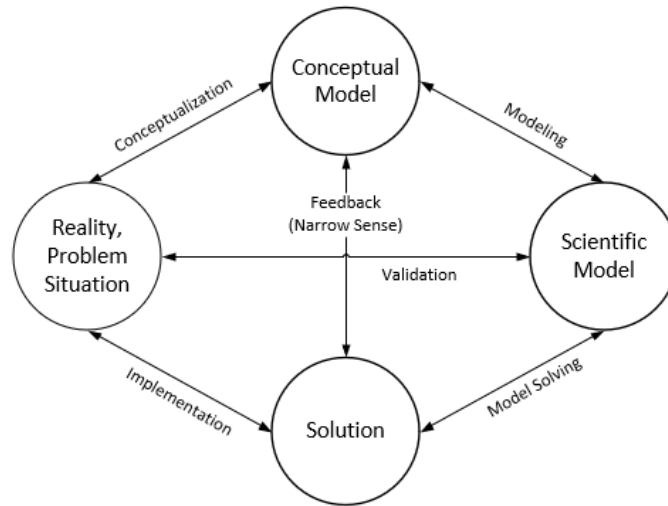 Conceptual
Model
Conceptualization
Modeling
Feedback
(Narrow Sense)
Reality,
Problem
Situation
Scientific
Model
Validation
Implementation
Model Solving
Solution